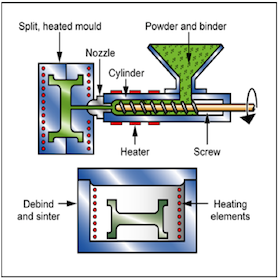 Split, heated mould
Powder and binder
Nozzle
Cylinder
Heater
Screw
Debind
and sinter
Heating
elements